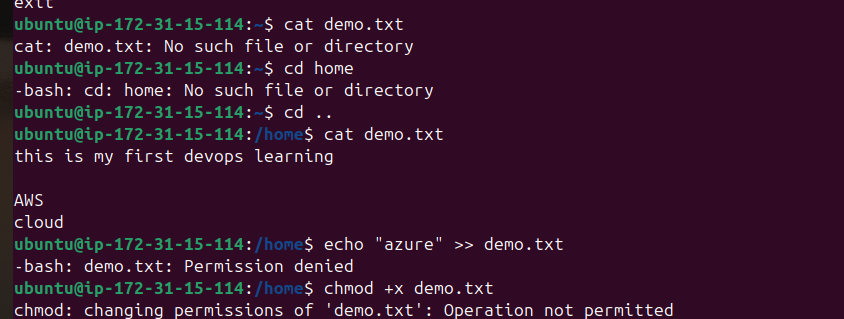 exit
ubuntu@ip-172-31-15-114:~$ cat demo.txt
cat: demo.txt: No such file or directory
ubuntu@ip-172-31-15-114:~$ cd home
-bash: cd: home: No such file or directory
ubuntu@ip-172-31-15-114:~$ cd ..
ubuntu@ip-172-31-15-114:/home$ cat demo.txt
this is my first devops learning

AWS
cloud
ubuntu@ip-172-31-15-114:/home$ echo "azure" >> demo.txt
-bash: demo.txt: Permission denied
ubuntu@ip-172-31-15-114:/home$ chmod +x demo.txt
chmod: changing permissions of 'demo.txt': Operation not permitted